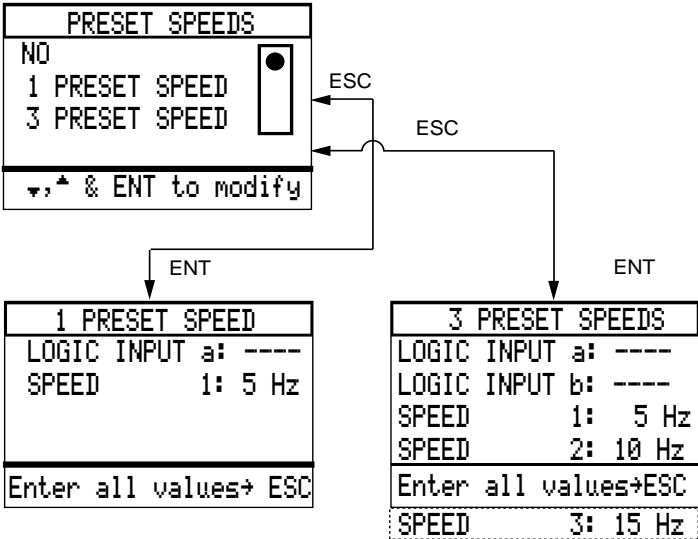 PRESET SPEEDS
NO
1 PRESET SPEED
3 PRESET SPEED
▾,▴ & ENT to modify
ESC
ESC
ENT
ENT
1 PRESET SPEED
LOGIC INPUT a: ----
SPEED 1: 5 Hz
Enter all values→ ESC
3 PRESET SPEEDS
LOGIC INPUT a: ----
LOGIC INPUT b: ----
SPEED 1: 5 Hz
SPEED 2: 10 Hz
Enter all values→ESC
SPEED 3: 15 Hz